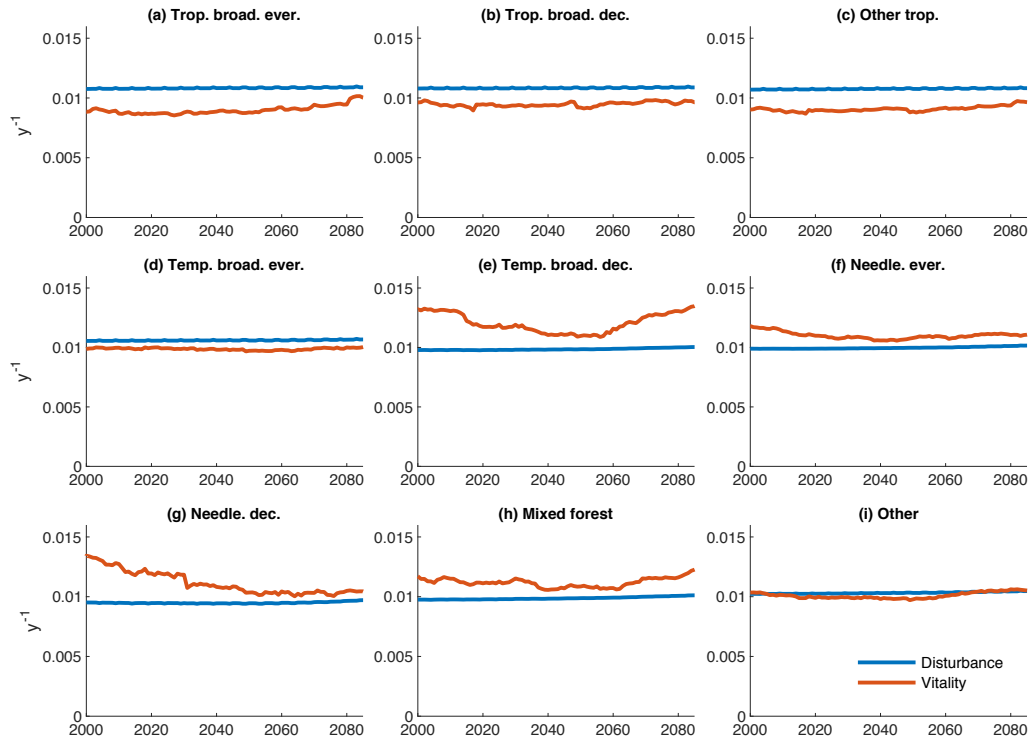 (a) Trop. broad. ever.
(b) Trop. broad. dec.
(c) Other trop.
0.015
0.01
0.005
0
y⁻¹
2000 2020 2040 2060 2080
0.015
0.01
0.005
0
2000 2020 2040 2060 2080
0.015
0.01
0.005
0
2000 2020 2040 2060 2080
(d) Temp. broad. ever.
(e) Temp. broad. dec.
(f) Needle. ever.
0.015
0.01
0.005
0
y⁻¹
2000 2020 2040 2060 2080
0.015
0.01
0.005
0
2000 2020 2040 2060 2080
0.015
0.01
0.005
0
2000 2020 2040 2060 2080
(g) Needle. dec.
(h) Mixed forest
(i) Other
0.015
0.01
0.005
0
y⁻¹
2000 2020 2040 2060 2080
0.015
0.01
0.005
0
2000 2020 2040 2060 2080
0.015
0.01
0.005
0
2000 2020 2040 2060 2080
Disturbance
Vitality